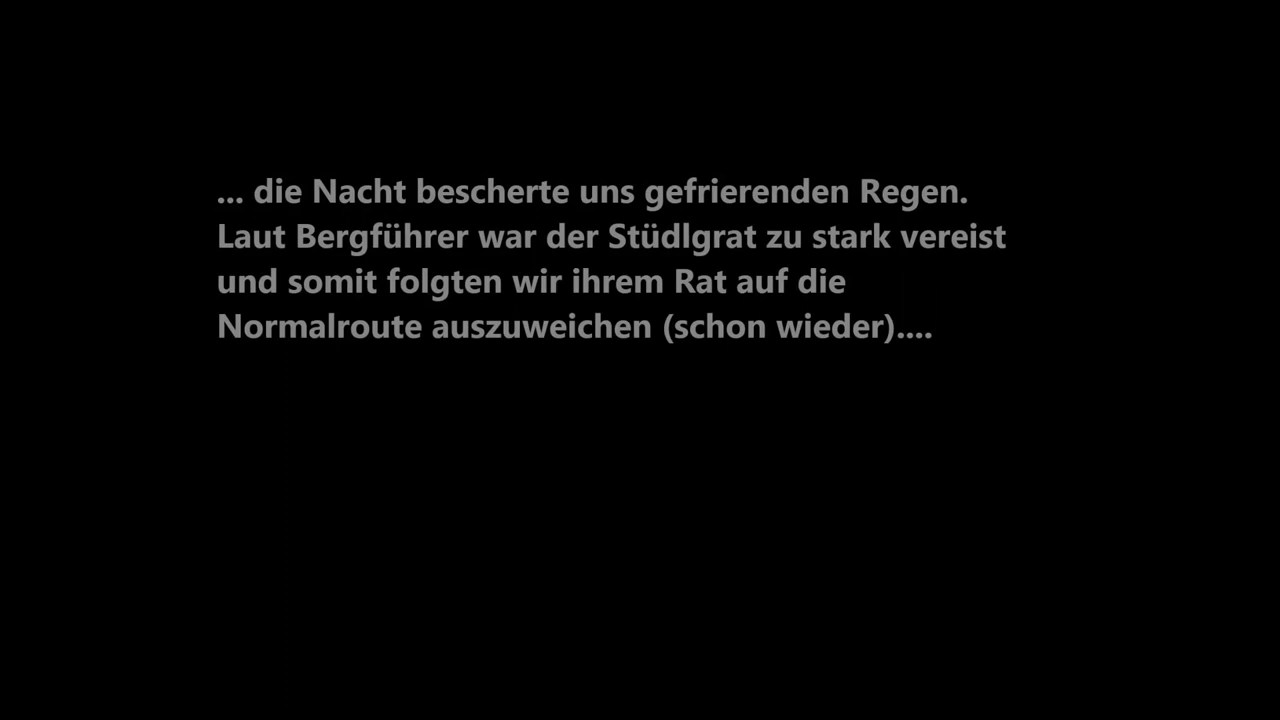 ... die Nacht bescherte uns gefrierenden Regen.
Laut Bergführer war der Stüdlgrat zu stark vereist
und somit folgten wir ihrem Rat auf die
Normalroute auszuweichen (schon wieder)....